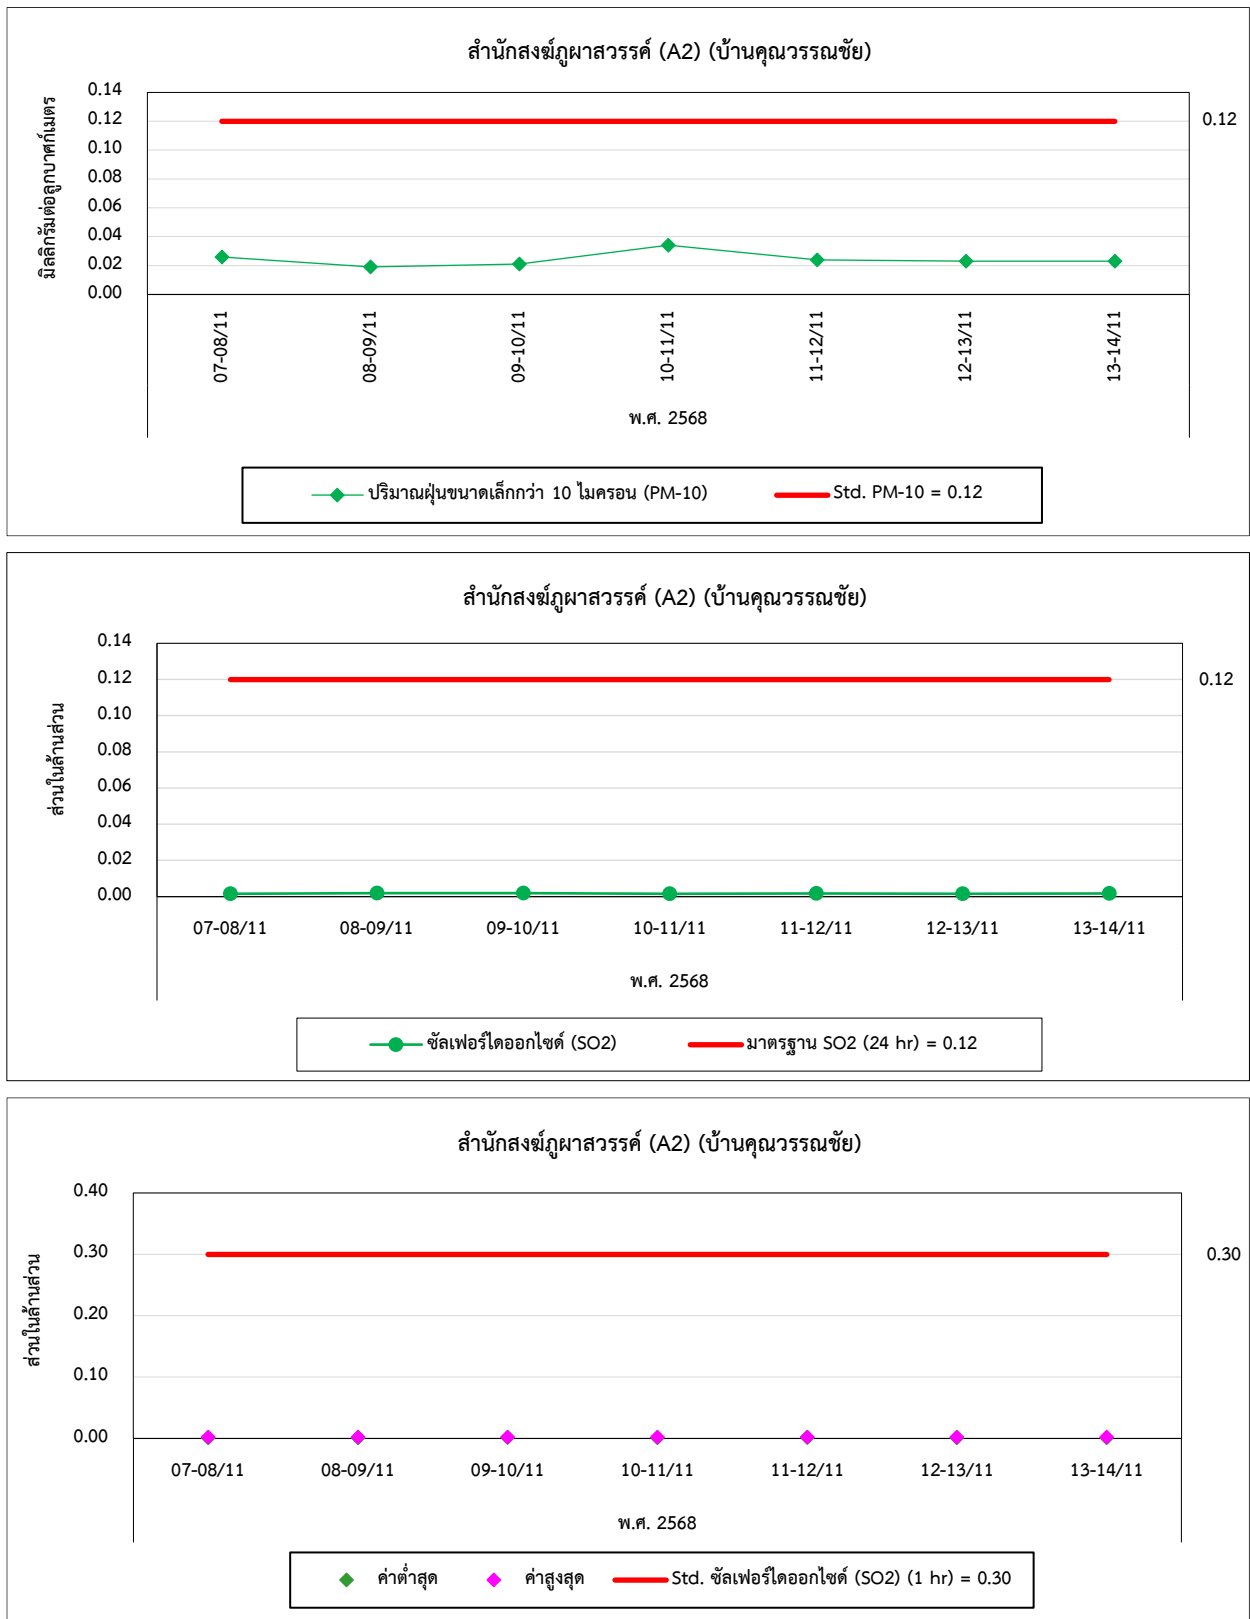 สำนักสงฆ์ภูผาสวรรค์ (A2) (บ้านคุณวรรณชัย)
มิลลิกรัมต่อลูกบาศก์เมตร
0.14
0.12
0.10
0.08
0.06
0.04
0.02
0.00
0.12
07-08/11
08-09/11
09-10/11
10-11/11
11-12/11
12-13/11
13-14/11
พ.ศ. 2568
ปริมาณฝุ่นขนาดเล็กกว่า 10 ไมครอน (PM-10)
Std. PM-10 = 0.12
สำนักสงฆ์ภูผาสวรรค์ (A2) (บ้านคุณวรรณชัย)
ส่วนในล้านส่วน
0.14
0.12
0.10
0.08
0.06
0.04
0.02
0.00
0.12
07-08/11
08-09/11
09-10/11
10-11/11
11-12/11
12-13/11
13-14/11
พ.ศ. 2568
ซัลเฟอร์ไดออกไซด์ (SO2)
มาตรฐาน SO2 (24 hr) = 0.12
สำนักสงฆ์ภูผาสวรรค์ (A2) (บ้านคุณวรรณชัย)
ส่วนในล้านส่วน
0.40
0.30
0.20
0.10
0.00
0.30
07-08/11
08-09/11
09-10/11
10-11/11
11-12/11
12-13/11
13-14/11
พ.ศ. 2568
ค่าต่ำสุด
ค่าสูงสุด
Std. ซัลเฟอร์ไดออกไซด์ (SO2) (1 hr) = 0.30